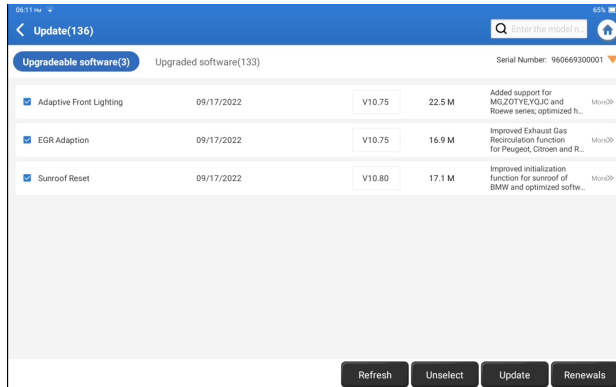 06:11 PM
65%
Update(136)
Enter the model n...
Upgradeable software(3)
Upgraded software(133)
Serial Number: 960669300001
Adaptive Front Lighting
09/17/2022
V10.75
22.5 M
Added support for
MG,ZOTYE,YQJC and
Roewe series; optimized h...
More>>
EGR Adaption
09/17/2022
V10.75
16.9 M
Improved Exhaust Gas
Recirculation function
for Peugeot, Citroen and R...
More>>
Sunroof Reset
09/17/2022
V10.80
17.1 M
Improved initialization
function for sunroof of
BMW and optimized softw...
More>>
Refresh
Unselect
Update
Renewals